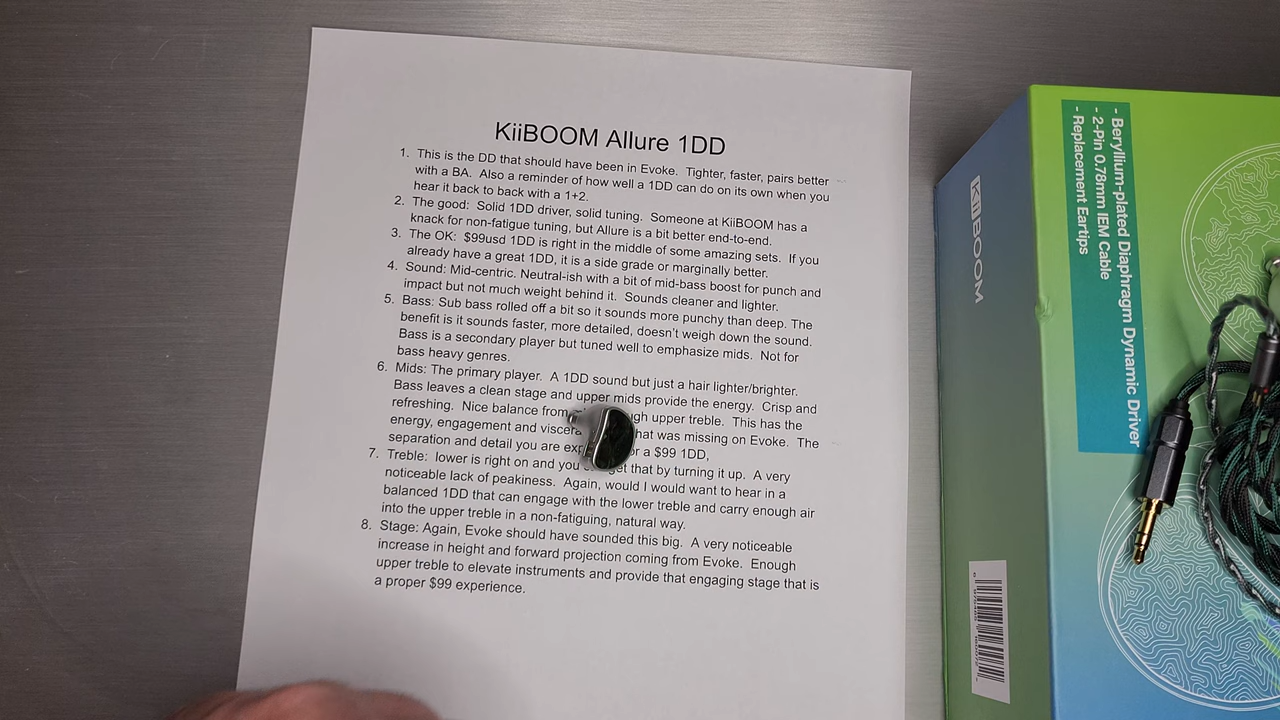 KiiBOOM Allure 1DD
1. This is the DD that should have been in Evoke. Tighter, faster, pairs better
with a BA. Also a reminder of how well a 1DD can do on its own when you
hear it back to back with a 1+2.
2. The good: Solid 1DD driver, solid tuning. Someone at KiiBOOM has a
knack for non-fatigue tuning, but Allure is a bit better end-to-end.
3. The OK: $99usd 1DD is right in the middle of some amazing sets. If you
already have a great 1DD, it is a side grade or marginally better.
4. Sound: Mid-centric. Neutral-ish with a bit of mid-bass boost for punch and
impact but not much weight behind it. Sounds cleaner and lighter.
5. Bass: Sub bass rolled off a bit so it sounds more punchy than deep. The
benefit is it sounds faster, more detailed, doesn't weigh down the sound.
Bass is a secondary player but tuned well to emphasize mids. Not for
bass heavy genres.
6. Mids: The primary player. A 1DD sound but just a hair lighter/brighter.
Bass leaves a clean stage and upper mids provide the energy. Crisp and
refreshing. Nice balance from upper treble. This has the
energy, engagement and that was missing on Evoke. The
separation and detail you are a $99 1DD,
7. Treble: lower is right on and you get that by turning it up. A very
noticeable lack of peakiness. Again, would I would want to hear in a
balanced 1DD that can engage with the lower treble and carry enough air
into the upper treble in a non-fatiguing, natural way.
8. Stage: Again, Evoke should have sounded this big. A very noticeable
increase in height and forward projection coming from Evoke. Enough
upper treble to elevate instruments and provide that engaging stage that is
a proper $99 experience.
KIIBOOM
- Beryllium-plated Diaphragm Dynamic Driver
- 2-Pin 0.78mm IEM Cable
- Replacement Eartips